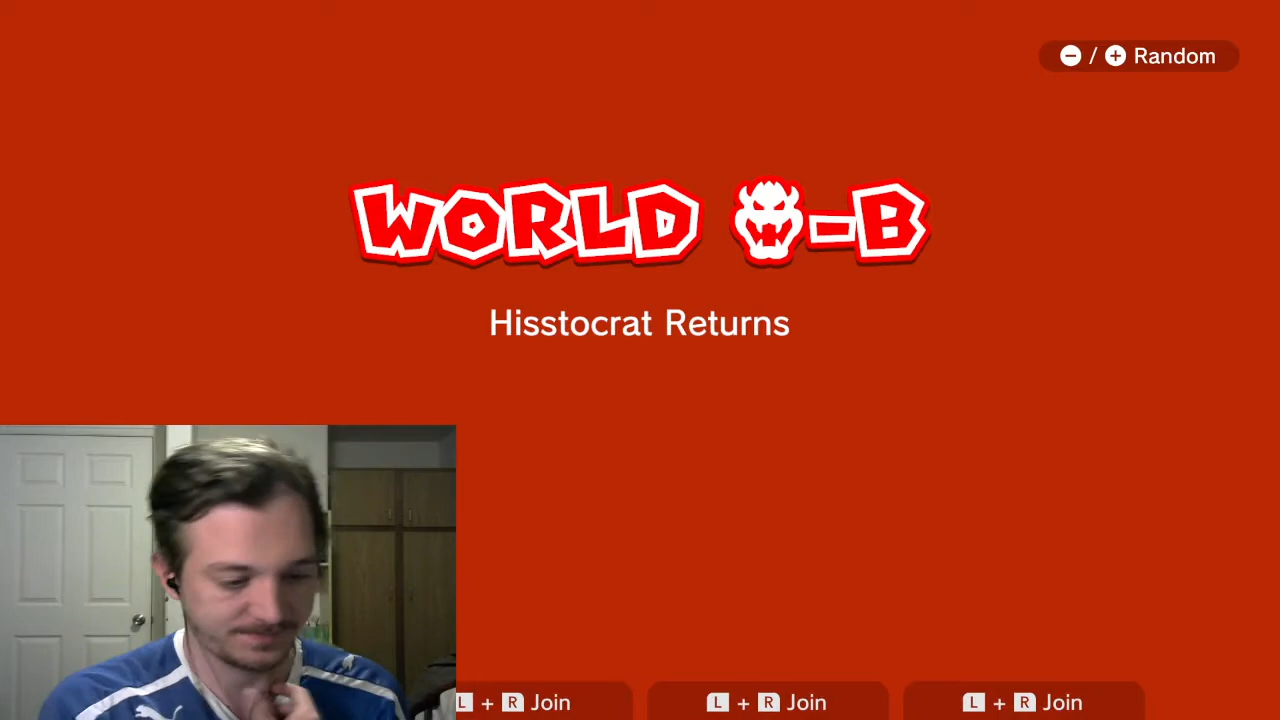 - / + Random
WORLD -B
Hisstocrat Returns
L + R Join
L + R Join
L + R Join